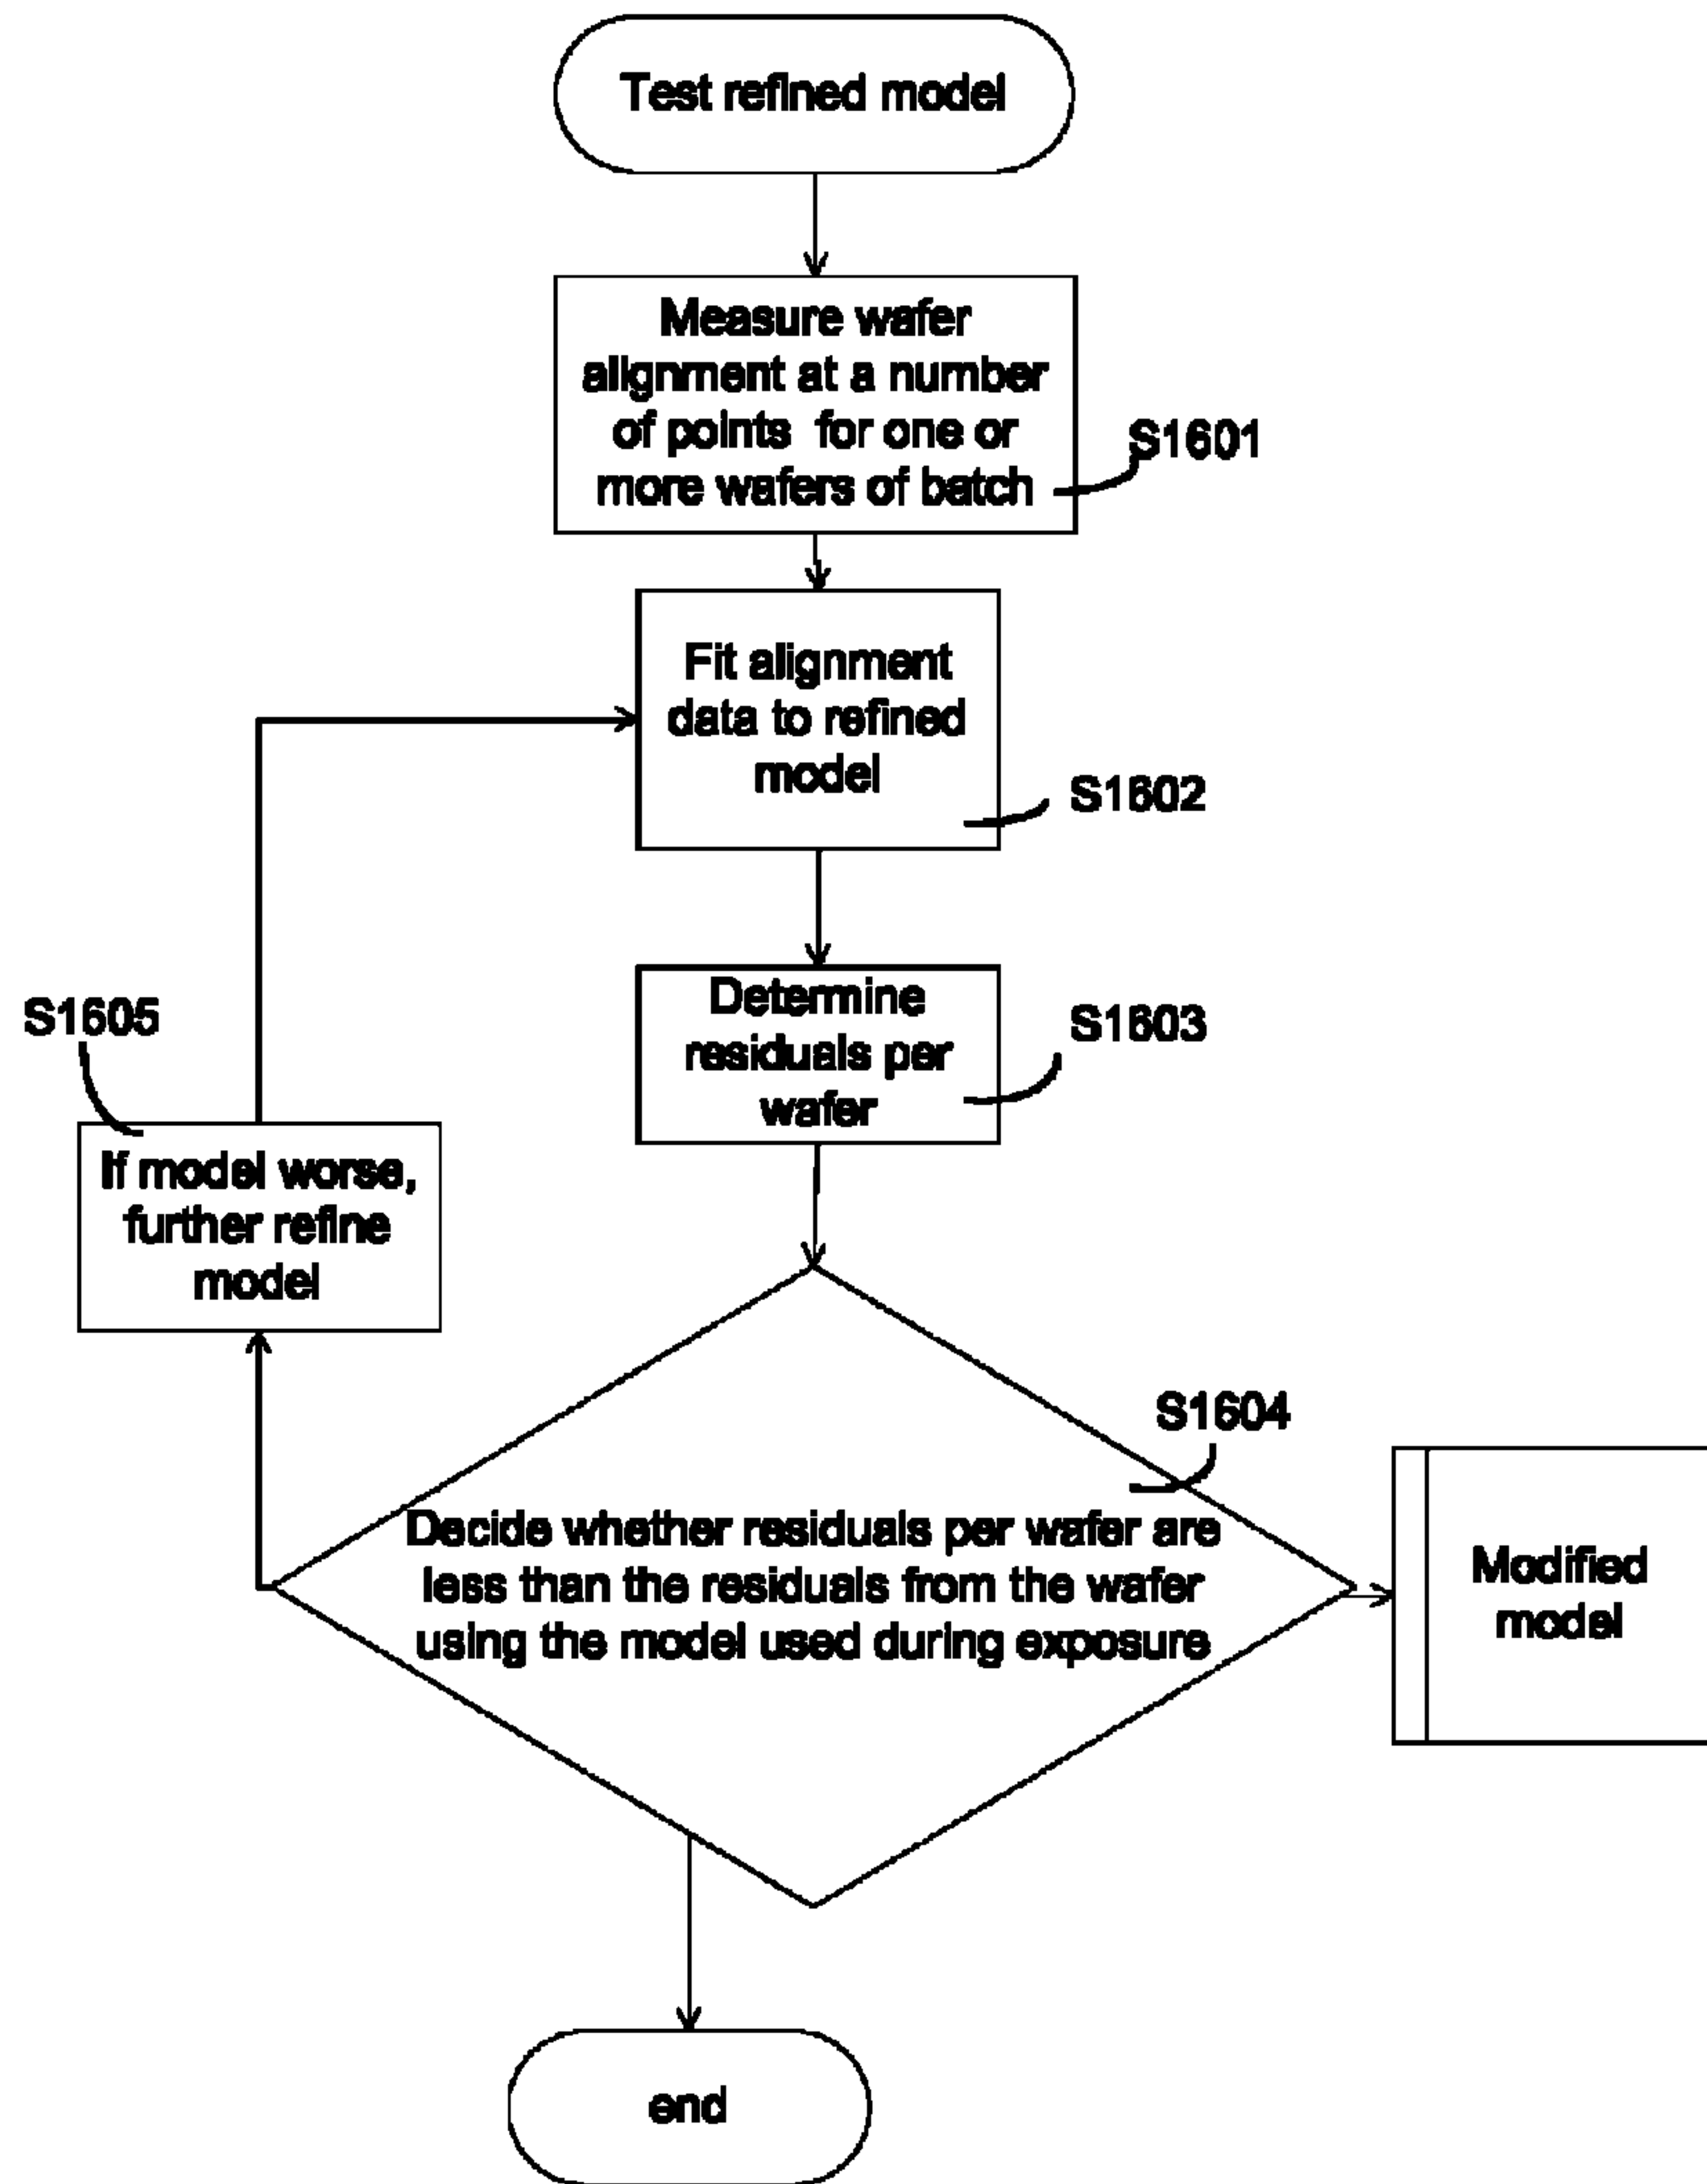 Test refined model
Measure wafer
alignment at a number
of points for one or
more wafers of batch
S1601
Fit alignment
data to refined
model
S1602
Determine
residuals per
wafer
S1603
S1605
If model worse,
further refine
model
S1604
Decide whether residuals per wafer are
less than the residuals from the wafer
using the model used during exposure
Modified
model
end